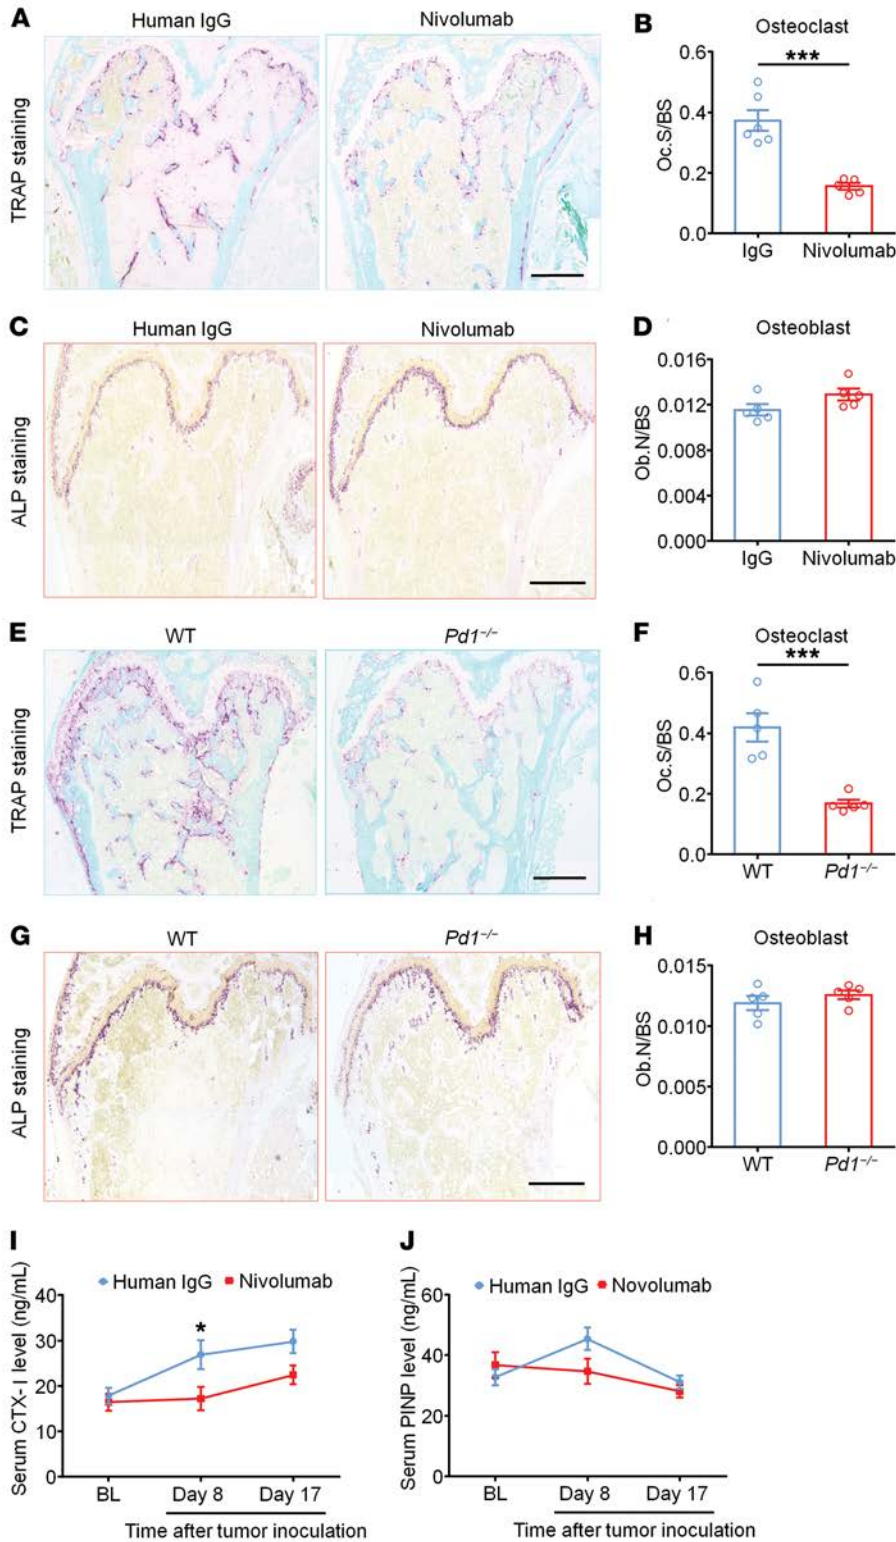 A
Human IgG
Nivolumab
TRAP staining
B
Osteoclast
***
Oc.S/BS
0.6
0.4
0.2
0.0
IgG
Nivolumab
C
Human IgG
Nivolumab
ALP staining
D
Osteoblast
Ob.N/BS
0.016
0.012
0.008
0.004
0.000
IgG
Nivolumab
E
WT
Pd1⁻/⁻
TRAP staining
F
Osteoclast
***
Oc.S/BS
0.6
0.4
0.2
0.0
WT
Pd1⁻/⁻
G
WT
Pd1⁻/⁻
ALP staining
H
Osteoblast
Ob.N/BS
0.015
0.010
0.005
0.000
WT
Pd1⁻/⁻
I
Human IgG
Nivolumab
Serum CTX-I level (ng/mL)
40
30
20
10
0
*
BL
Day 8
Day 17
Time after tumor inoculation
J
Human IgG
Novolumab
Serum PINP level (ng/mL)
60
40
20
0
BL
Day 8
Day 17
Time after tumor inoculation